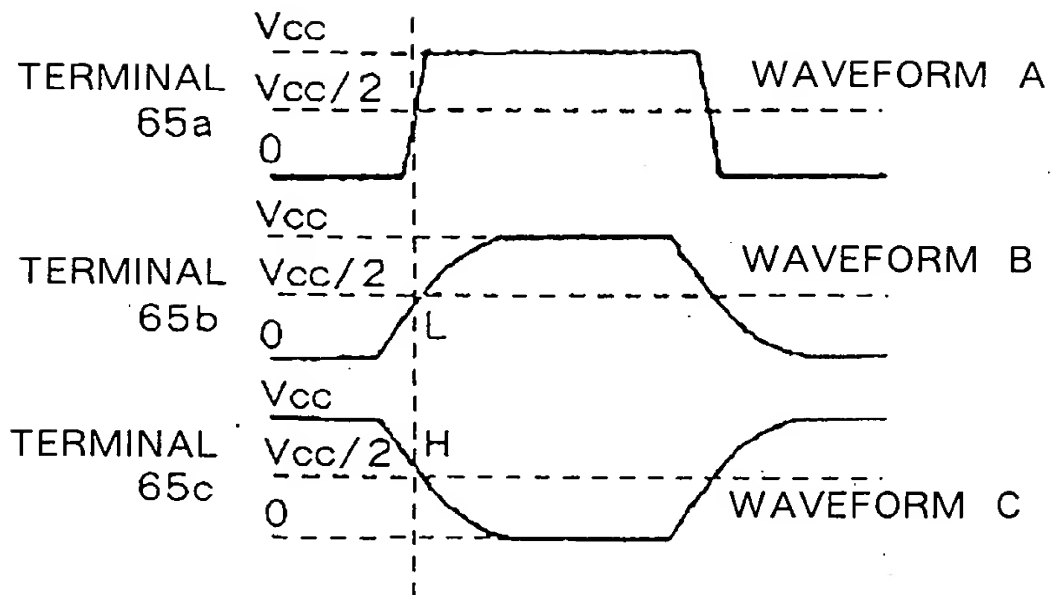 Vcc
TERMINAL
65a
Vcc/2
0
WAVEFORM A
Vcc
TERMINAL
65b
Vcc/2
0
L
WAVEFORM B
Vcc
TERMINAL
65c
Vcc/2
H
0
WAVEFORM C